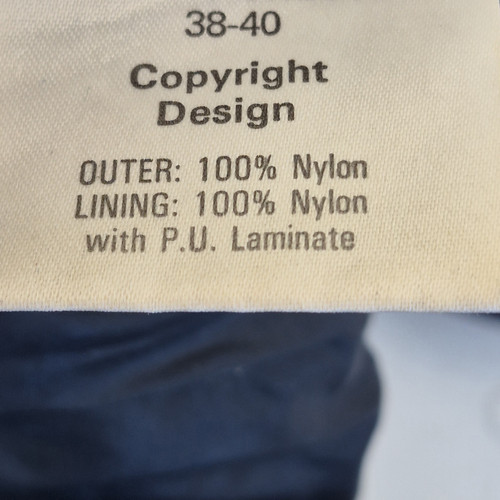 38-40
Copyright
Design
OUTER: 100% Nylon
LINING: 100% Nylon
with P.U. Laminate